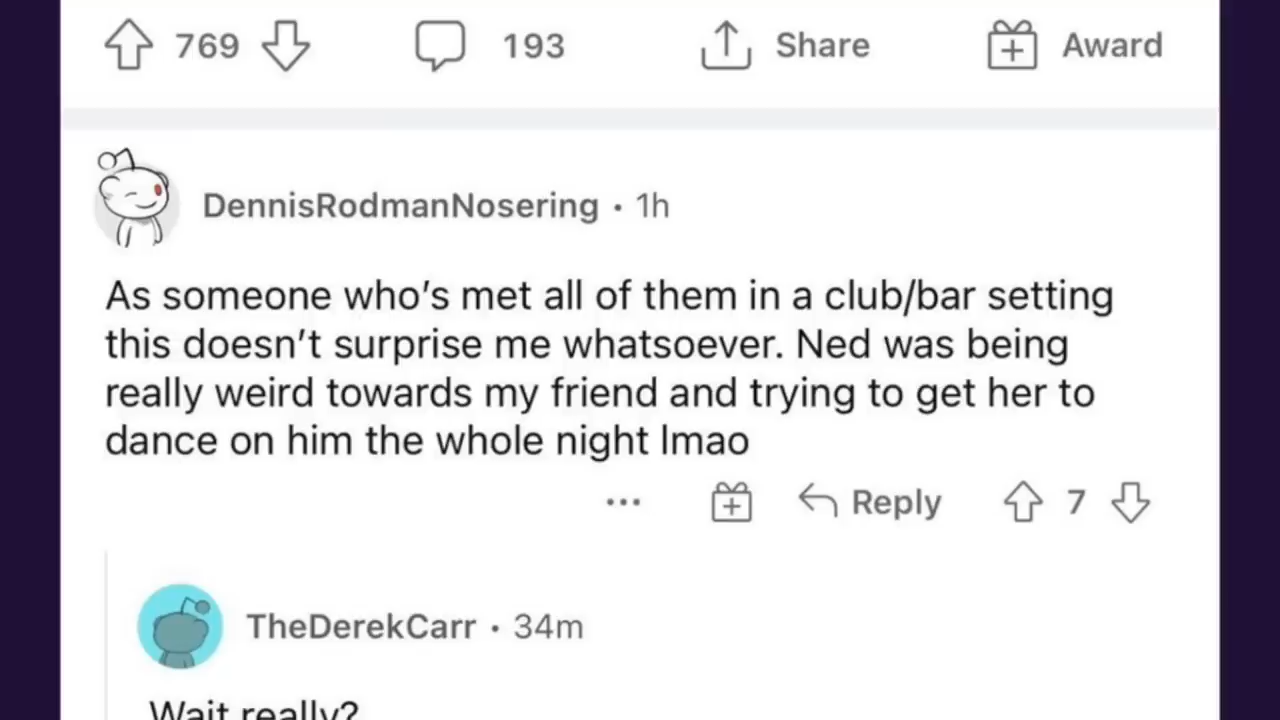 769 193 Share Award
DennisRodmanNosering • 1h
As someone who’s met all of them in a club/bar setting
this doesn’t surprise me whatsoever. Ned was being
really weird towards my friend and trying to get her to
dance on him the whole night lmao
... Reply 7
TheDerekCarr • 34m
Wait really?